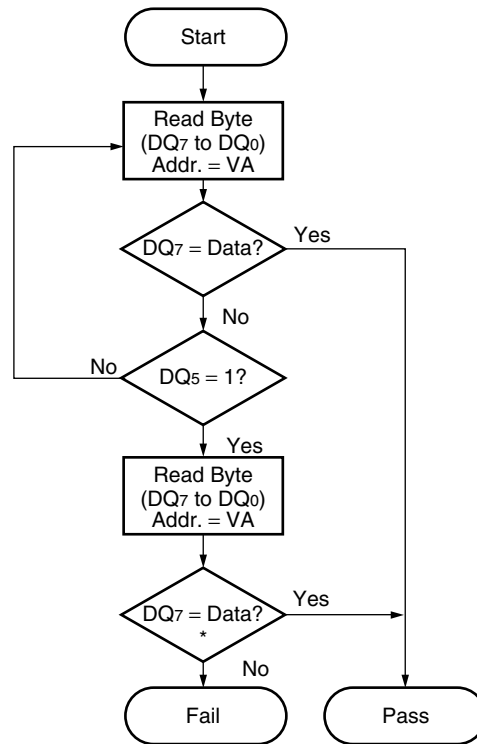 Start
Read Byte
(DQ7 to DQ0)
Addr. = VA
DQ7 = Data?
Yes
No
DQ5 = 1?
No
Yes
Read Byte
(DQ7 to DQ0)
Addr. = VA
DQ7 = Data?
*
Yes
No
Fail
Pass